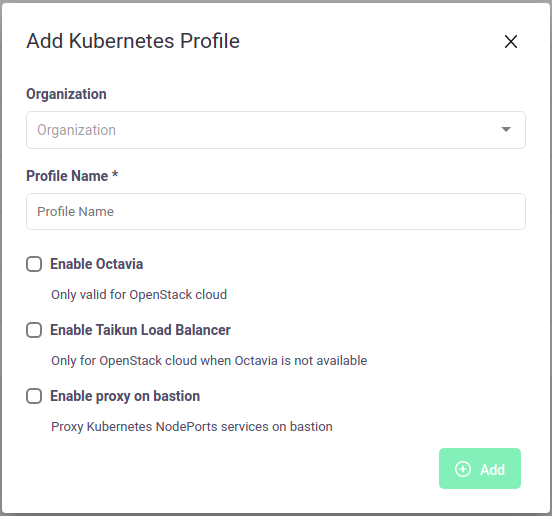 Add Kubernetes Profile
Organization
Organization
Profile Name *
Profile Name
Enable Octavia
Only valid for OpenStack cloud
Enable Taikun Load Balancer
Only for OpenStack cloud when Octavia is not available
Enable proxy on bastion
Proxy Kubernetes NodePorts services on bastion
Add